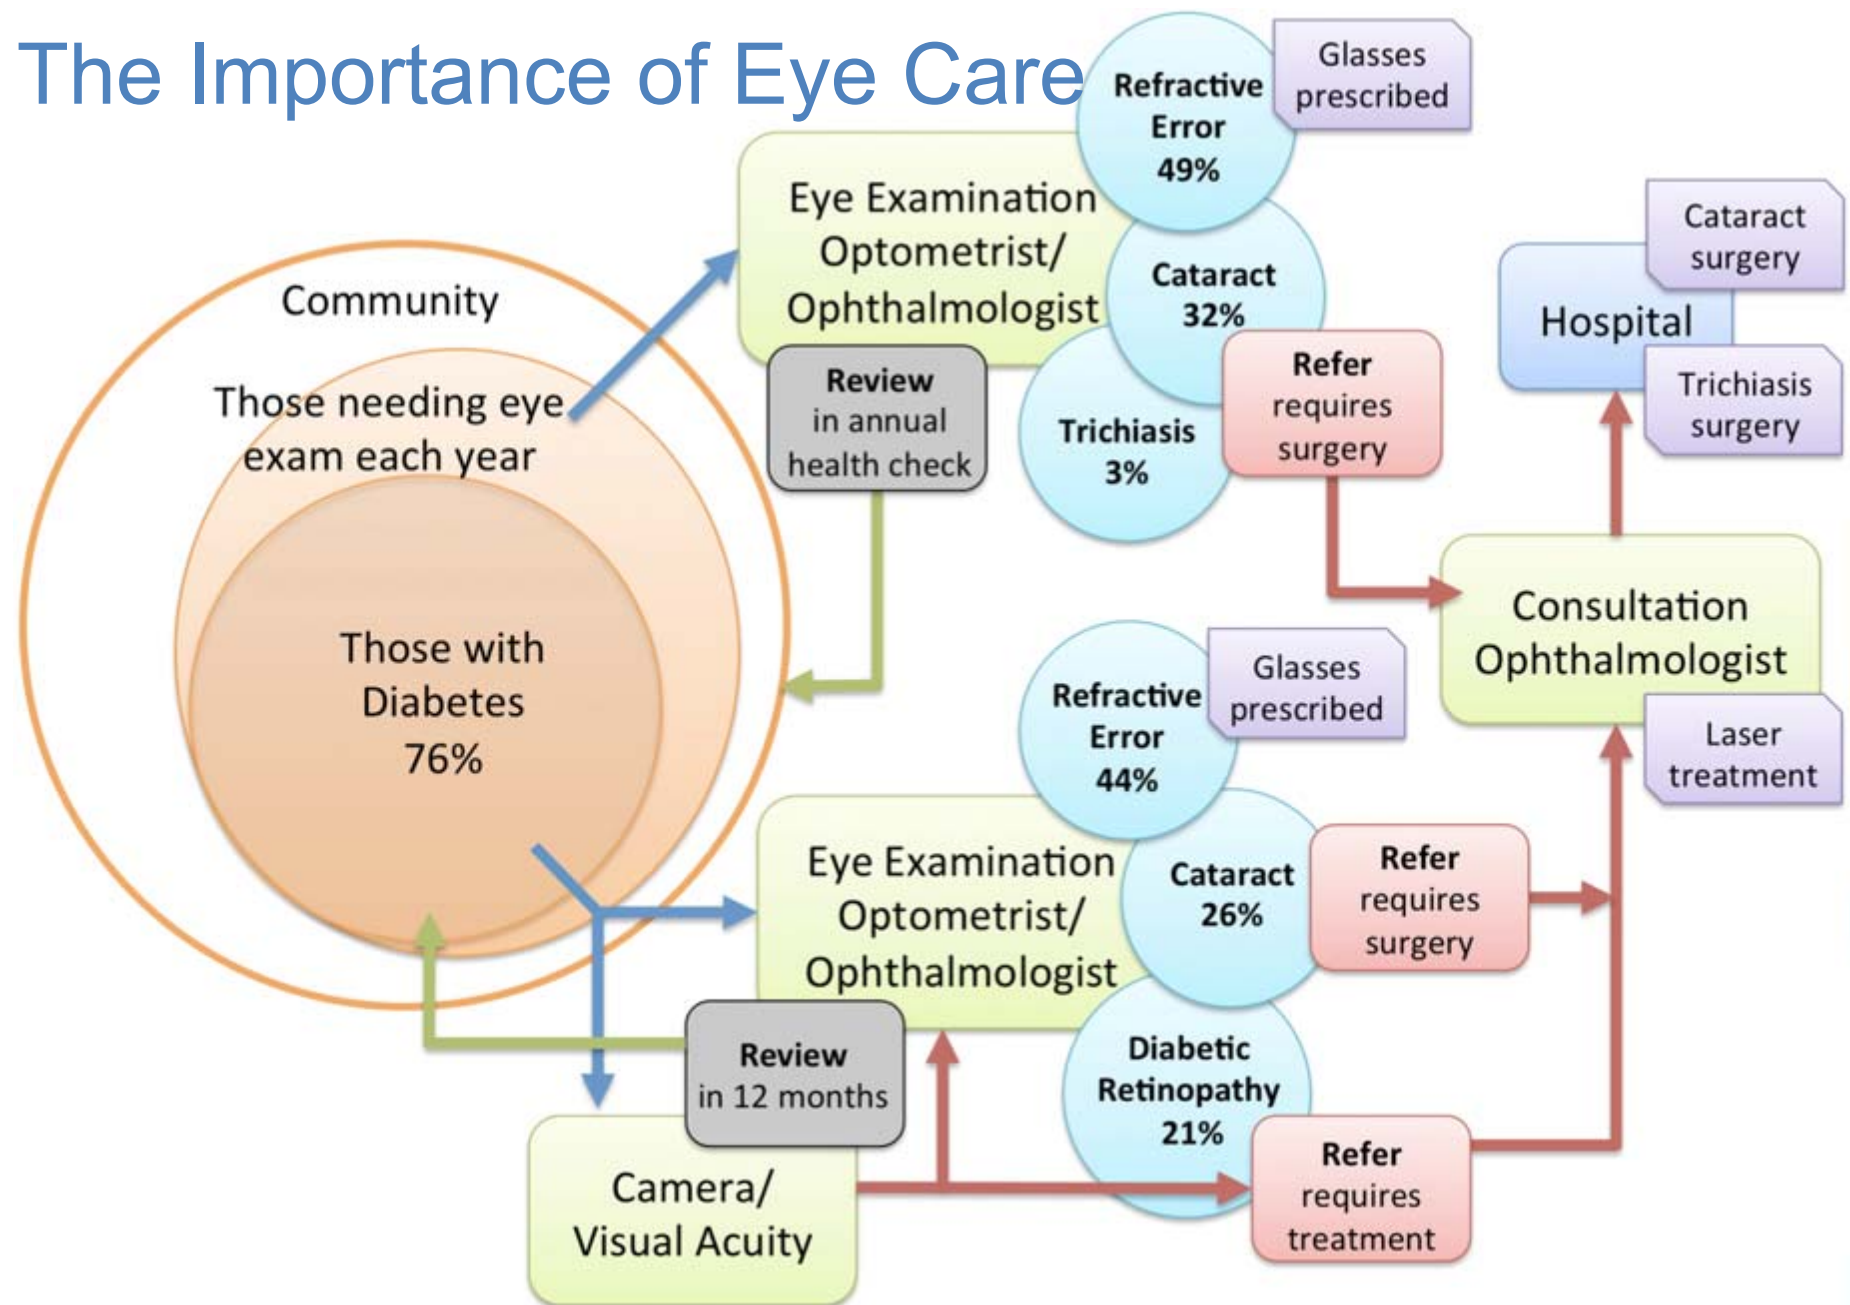 The Importance of Eye Care
Refractive
Error
49%
Glasses
prescribed
Eye Examination
Optometrist/
Ophthalmologist
Cataract
32%
Trichiasis
3%
Review
in annual
health check
Refer
requires
surgery
Hospital
Cataract
surgery
Trichiasis
surgery
Community
Those needing eye
exam each year
Those with
Diabetes
76%
Consultation
Ophthalmologist
Laser
treatment
Refractive
Error
44%
Glasses
prescribed
Eye Examination
Optometrist/
Ophthalmologist
Cataract
26%
Refer
requires
surgery
Diabetic
Retinopathy
21%
Review
in 12 months
Camera/
Visual Acuity
Refer
requires
treatment